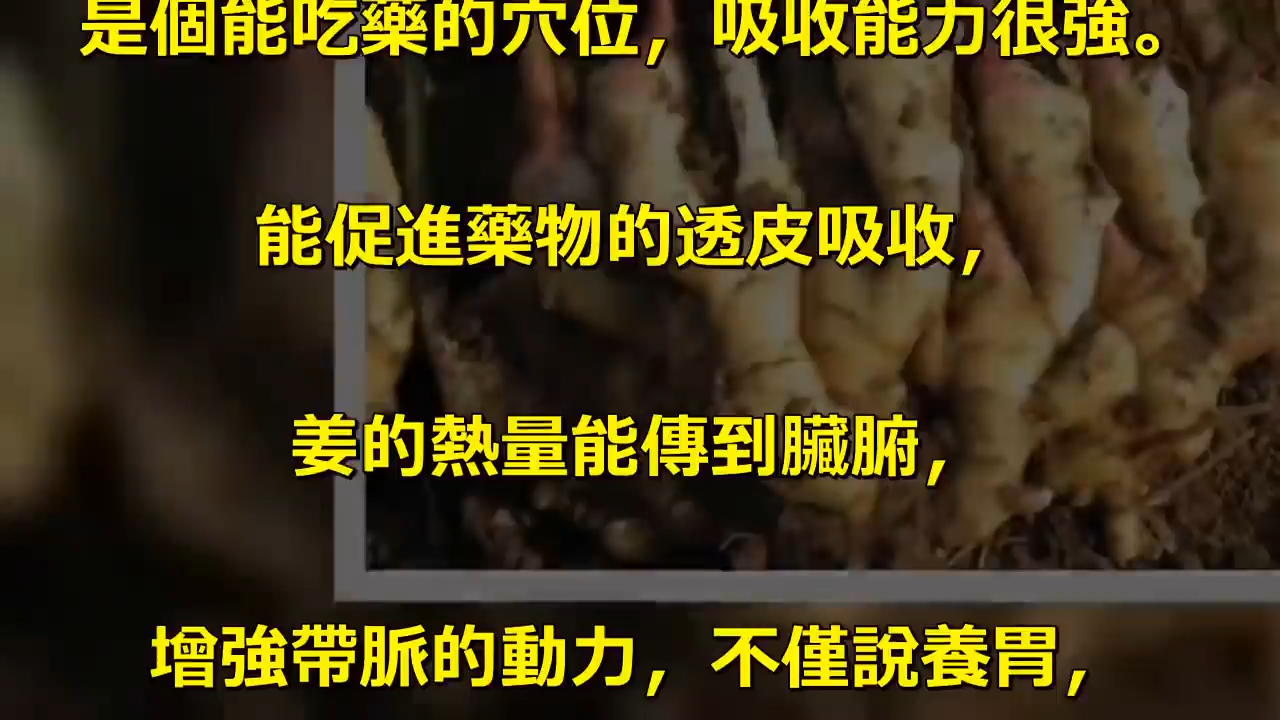 是個能吃藥的穴位，吸收能力很強。
能促進藥物的透皮吸收，
姜的熱量能傳到臟腑，
增強帶脈的動力，不僅說養胃，